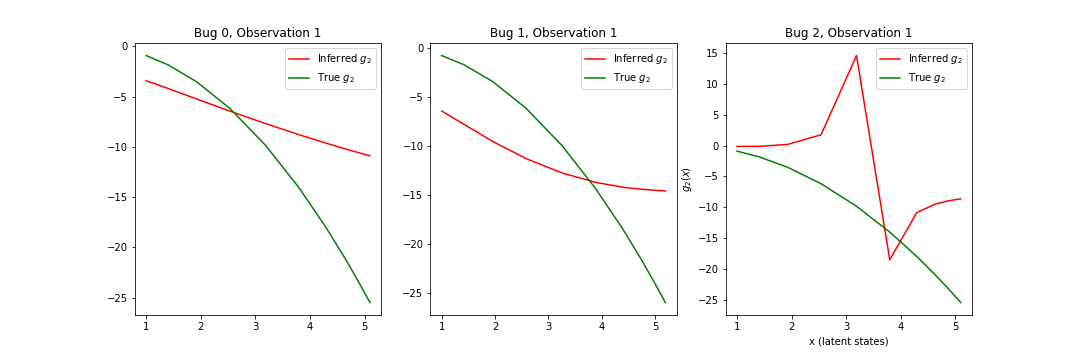 Bug 0, Observation 1
Inferred g₂
True g₂
0
−5
−10
−15
−20
−25
1 2 3 4 5
Bug 1, Observation 1
Inferred g₂
True g₂
0
−5
−10
−15
−20
−25
1 2 3 4 5
Bug 2, Observation 1
Inferred g₂
True g₂
g₂(x)
15
10
5
0
−5
−10
−15
−20
−25
1 2 3 4 5
x (latent states)